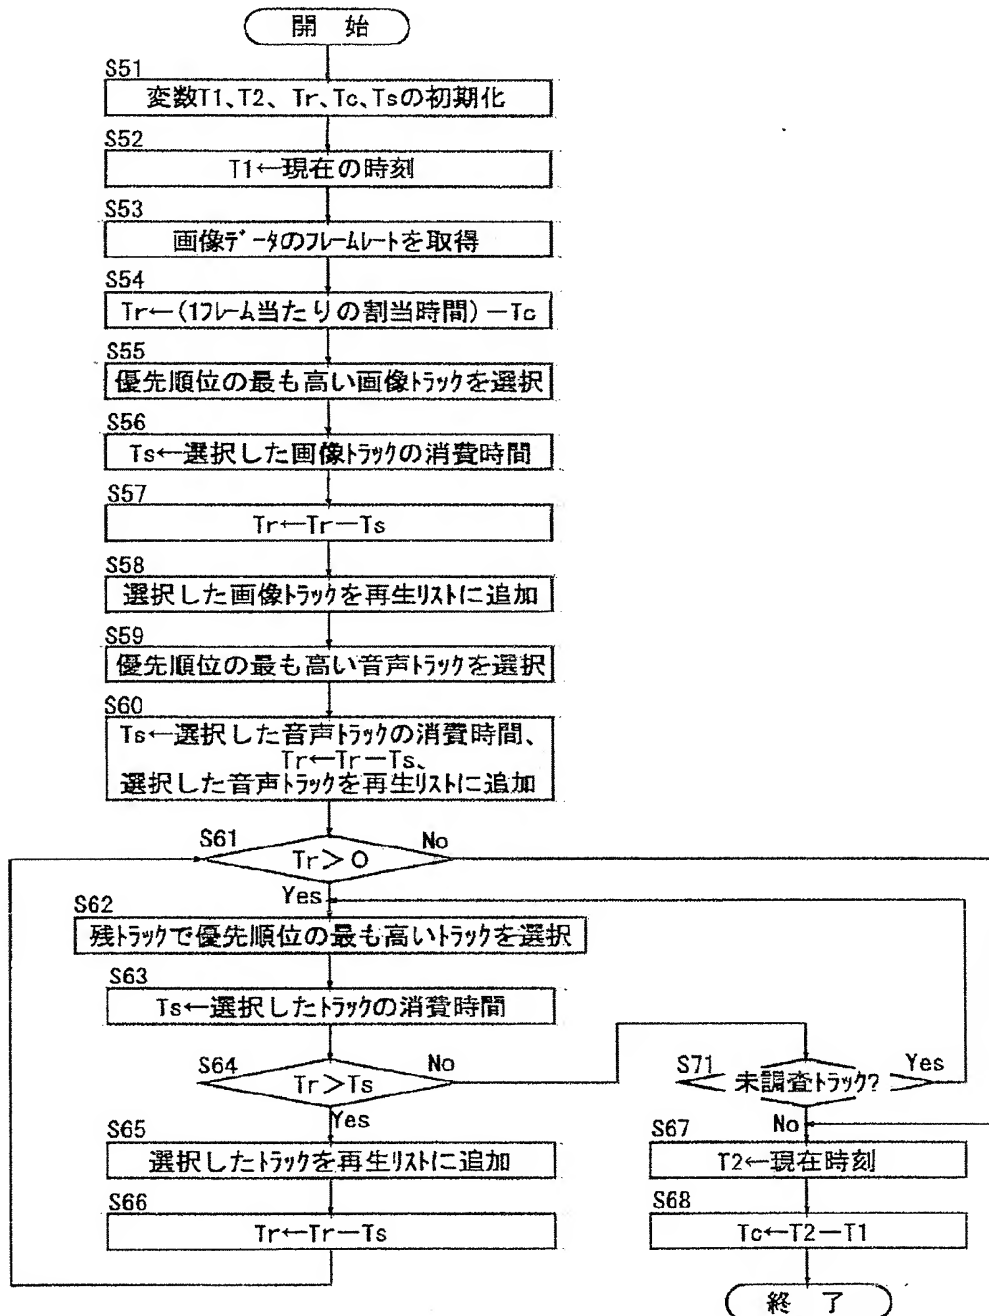 開 始
S51
変数T1、T2、Tr、Tc、Tsの初期化
S52
T1←現在の時刻
S53
画像ﾃﾞｰﾀのﾌﾚｰﾑﾚｰﾄを取得
S54
Tr←(1ﾌﾚｰﾑ当たりの割当時間)－Tc
S55
優先順位の最も高い画像ﾄﾗｯｸを選択
S56
Ts←選択した画像ﾄﾗｯｸの消費時間
S57
Tr←Tr－Ts
S58
選択した画像ﾄﾗｯｸを再生ﾘｽﾄに追加
S59
優先順位の最も高い音声ﾄﾗｯｸを選択
S60
Ts←選択した音声ﾄﾗｯｸの消費時間、
Tr←Tr－Ts、
選択した音声ﾄﾗｯｸを再生ﾘｽﾄに追加
S61
Tr＞0
No
Yes
S62
残ﾄﾗｯｸで優先順位の最も高いﾄﾗｯｸを選択
S63
Ts←選択したﾄﾗｯｸの消費時間
S64
Tr＞Ts
No
Yes
S71
未調査ﾄﾗｯｸ?
Yes
No
S65
選択したﾄﾗｯｸを再生ﾘｽﾄに追加
S66
Tr←Tr－Ts
S67
T2←現在時刻
S68
Tc←T2－T1
終 了